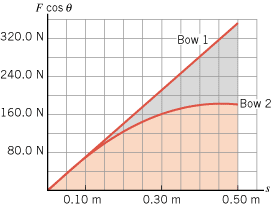 F cos θ
320.0 N
Bow 1
240.0 N
Bow 2
160.0 N
80.0 N
s
0.10 m 0.30 m 0.50 m